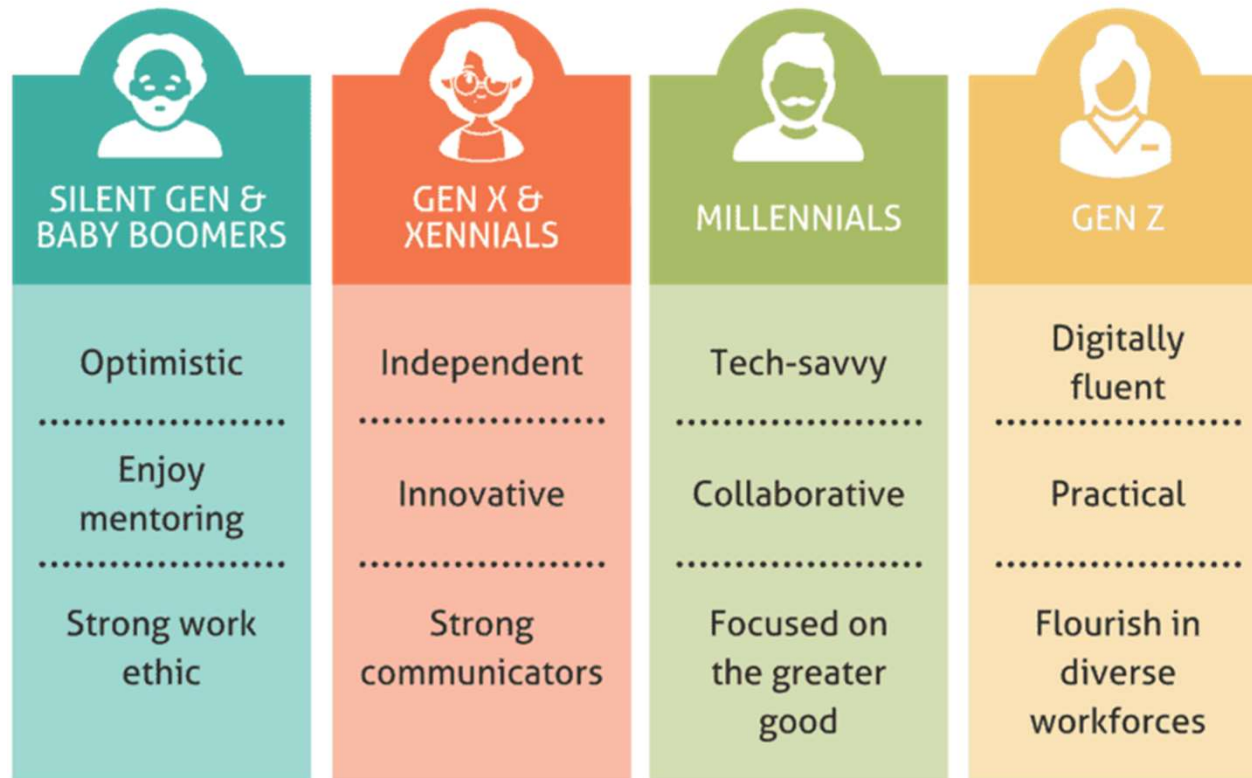 SILENT GEN &
BABY BOOMERS
Optimistic
Enjoy
mentoring
Strong work
ethic
GEN X &
XENNIALS
Independent
Innovative
Strong
communicators
MILLENNIALS
Tech-savvy
Collaborative
Focused on
the greater
good
GEN Z
Digitally
fluent
Practical
Flourish in
diverse
workforces